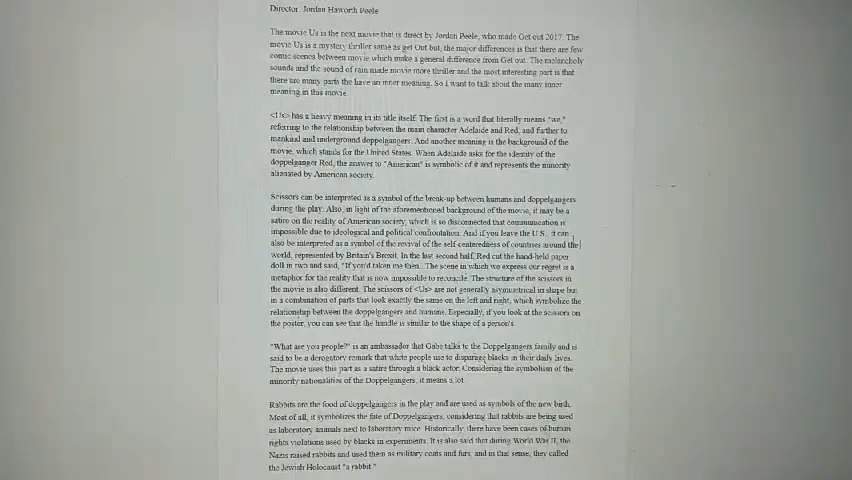 Director. Jordan Haworth Peele
The movie Us is the next movie that is direct by Jordan Peele, who made Get out 2017. The
movie Us is a mystery thriller same as get Out but, the major differences is that there are few
comic scenes between movie which make a general difference from Get out. The melancholy
sounds and the sound of rain made movie more thriller and the most interesting part is that
there are many parts the have an inner meaning. So I want to talk about the many inner
meaning in this movie.
<Us> has a heavy meaning in its title itself. The first is a word that literally means "we,"
referring to the relationship between the main character Adelaide and Red, and further to
mankind and underground doppelgangers. And another meaning is the background of the
movie, which stands for the United States. When Adelaide asks for the identity of the
doppelganger Red, the answer to "American" is symbolic of it and represents the minority
alienated by American society.
Scissors can be interpreted as a symbol of the break-up between humans and doppelgangers
during the play. Also, in light of the aforementioned background of the movie, it may be a
satire on the reality of American society, which is so disconnected that communication is
impossible due to ideological and political confrontation. And if you leave the U.S., it can
also be interpreted as a symbol of the revival of the self-centeredness of countries around the
world, represented by Britain's Brexit. In the last second half, Red cut the hand-held paper
doll in two and said, "If you'd taken me then.. The scene in which we express our regret is a
metaphor for the reality that is now impossible to reconcile. The structure of the scissors in
the movie is also different. The scissors of <Us> are not generally asymmetrical in shape but
in a combination of parts that look exactly the same on the left and right, which symbolize the
relationship between the doppelgangers and humans. Especially, if you look at the scissors on
the poster, you can see that the handle is similar to the shape of a person's
"What are you people?" is an ambassador that Gabe talks to the Doppelgangers family and is
said to be a derogatory remark that white people use to disparage blacks in their daily lives.
The movie uses this part as a satire through a black actor. Considering the symbolism of the
minority nationalities of the Doppelgangers, it means a lot.
Rabbits are the food of doppelgangers in the play and are used as symbols of the new birth.
Most of all, it symbolizes the fate of Doppelgangers, considering that rabbits are being used
as laboratory animals next to laboratory mice. Historically, there have been cases of human
rights violations used by blacks in experiments. It is also said that during World War II, the
Nazis raised rabbits and used them as military coats and furs, and in that sense, they called
the Jewish Holocaust "a rabbit."